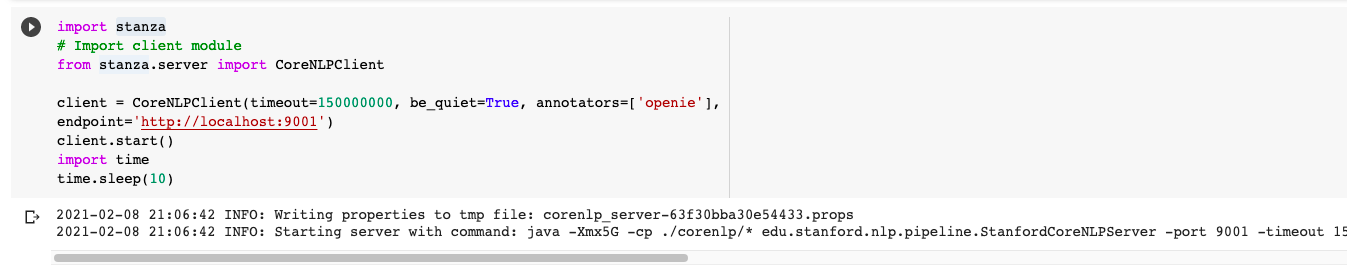 import stanza
# Import client module
from stanza.server import CoreNLPClient
client = CoreNLPClient(timeout=150000000, be_quiet=True, annotators=['openie'],
endpoint='http://localhost:9001')
client.start()
import time
time.sleep(10)
2021-02-08 21:06:42 INFO: Writing properties to tmp file: corenlp_server-63f30bba30e54433.props
2021-02-08 21:06:42 INFO: Starting server with command: java -Xmx5G -cp ./corenlp/* edu.stanford.nlp.pipeline.StanfordCoreNLPServer -port 9001 -timeout 15